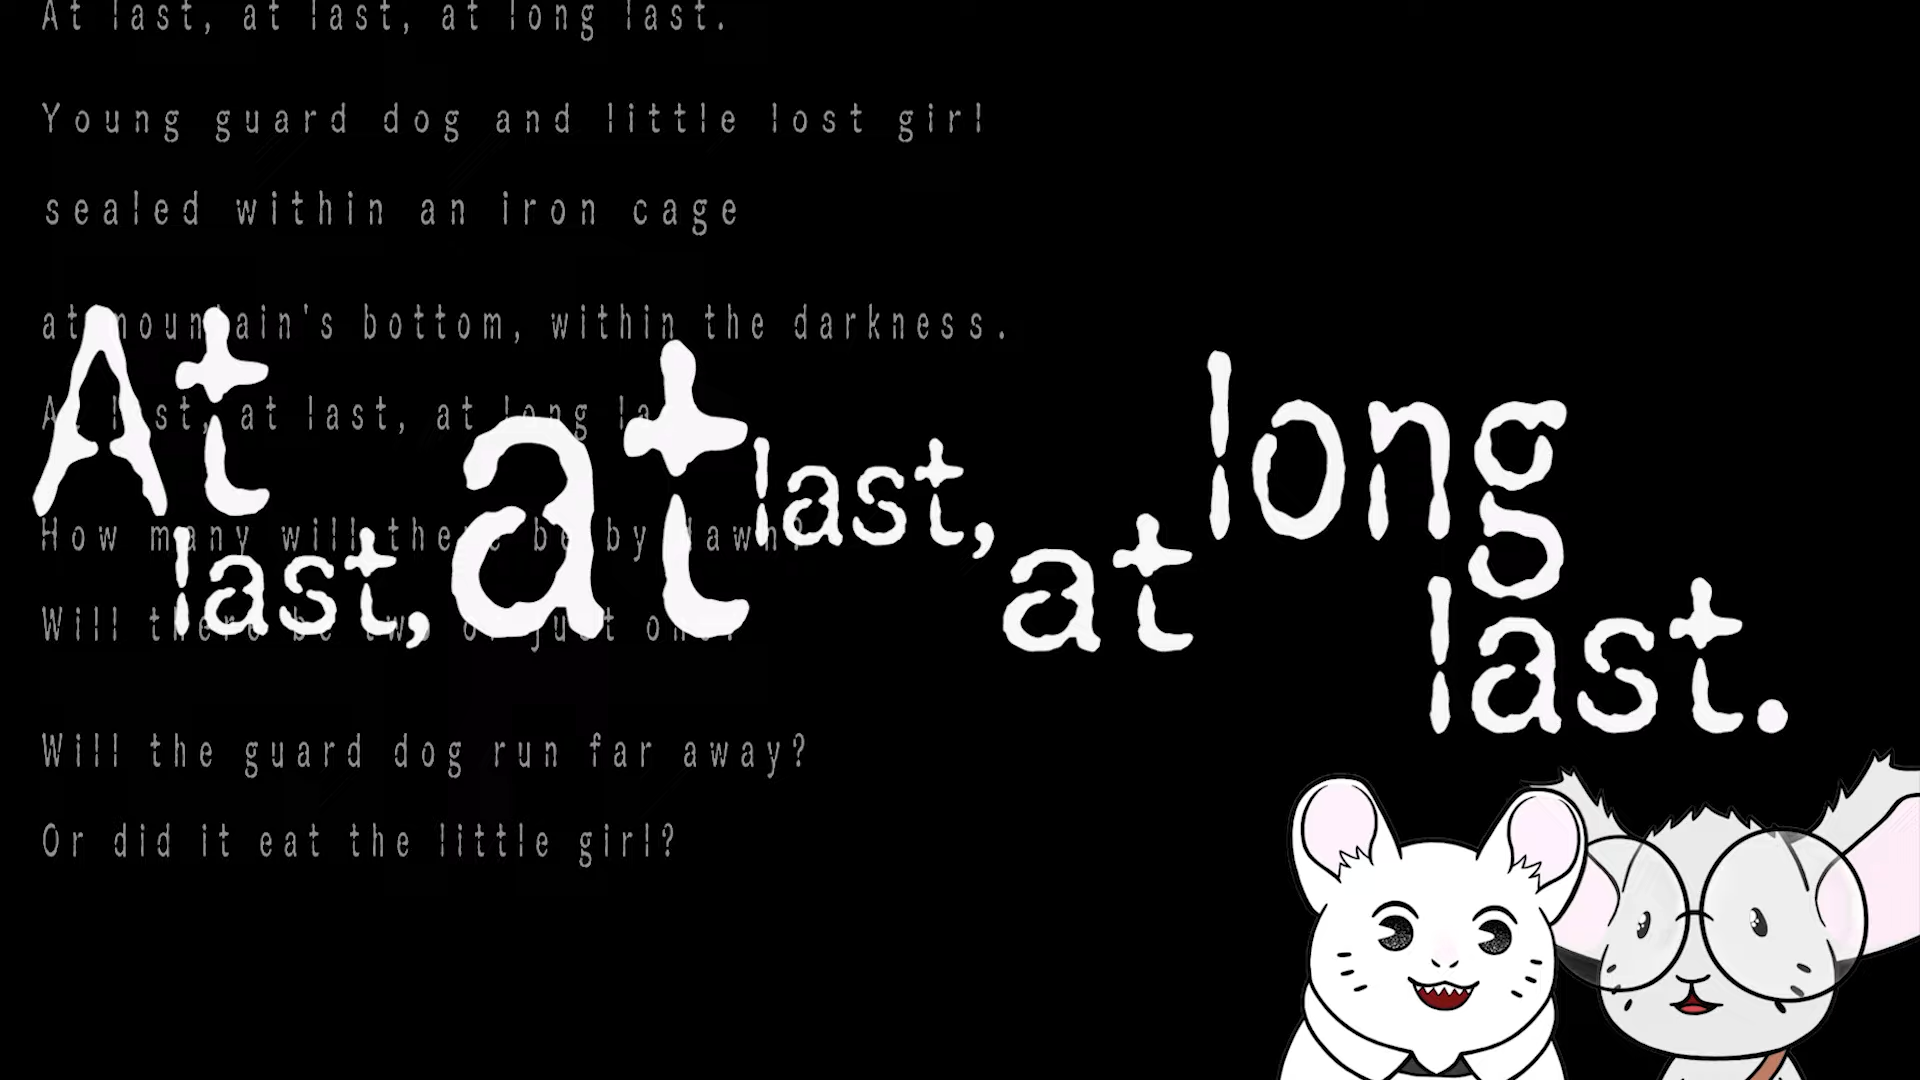 At last, at last, at long last.
Young guard dog and little lost girl
sealed within an iron cage
at mountain's bottom, within the darkness.
At last, at last, at long la
How many will there be by dawn?
Will there be two or just one?
Will the guard dog run far away?
Or did it eat the little girl?
At last, at last, at long last.